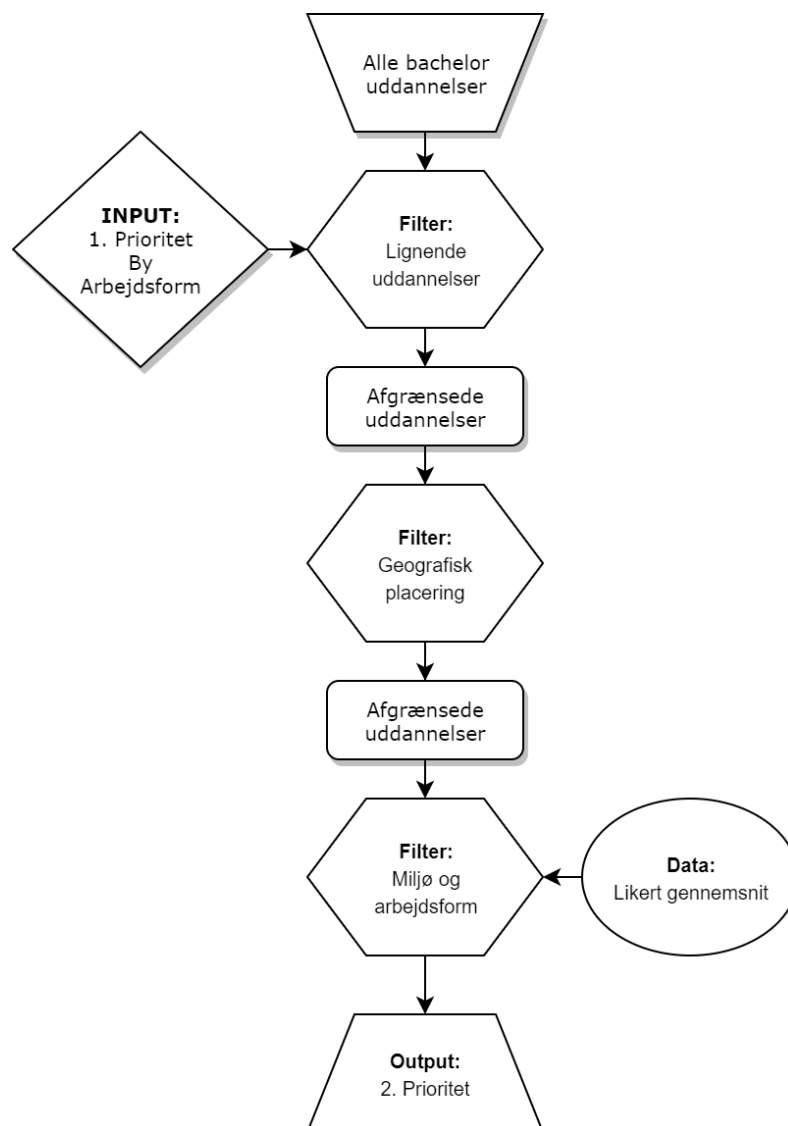 Alle bachelor
uddannelser
INPUT:
1. Prioritet
By
Arbejdsform
Filter:
Lignende
uddannelser
Afgrænsede
uddannelser
Filter:
Geografisk
placering
Afgrænsede
uddannelser
Filter:
Miljø og
arbejdsform
Data:
Likert gennemsnit
Output:
2. Prioritet